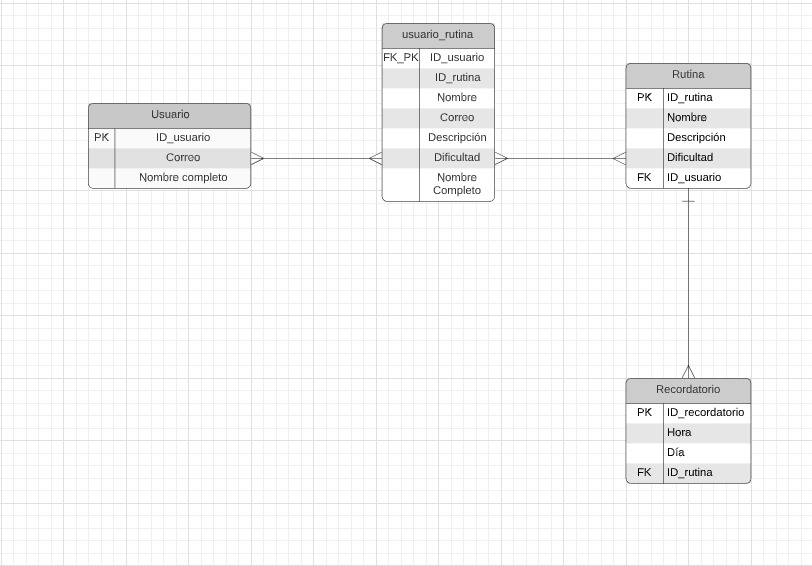 Usuario
PK ID_usuario
Correo
Nombre completo
usuario_rutina
FK_PK ID_usuario
ID_rutina
Nombre
Correo
Descripción
Dificultad
Nombre
Completo
Rutina
PK ID_rutina
Nombre
Descripción
Dificultad
FK ID_usuario
Recordatorio
PK ID_recordatorio
Hora
Día
FK ID_rutina